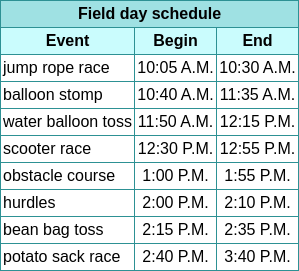 Field day schedule
Event Begin End
jump rope race 10:05 A.M. 10:30 A.M.
balloon stomp 10:40 A.M. 11:35 A.M.
water balloon toss 11:50 A.M. 12:15 P.M.
scooter race 12:30 P.M. 12:55 P.M.
obstacle course 1:00 P.M. 1:55 P.M.
hurdles 2:00 P.M. 2:10 P.M.
bean bag toss 2:15 P.M. 2:35 P.M.
potato sack race 2:40 P.M. 3:40 P.M.